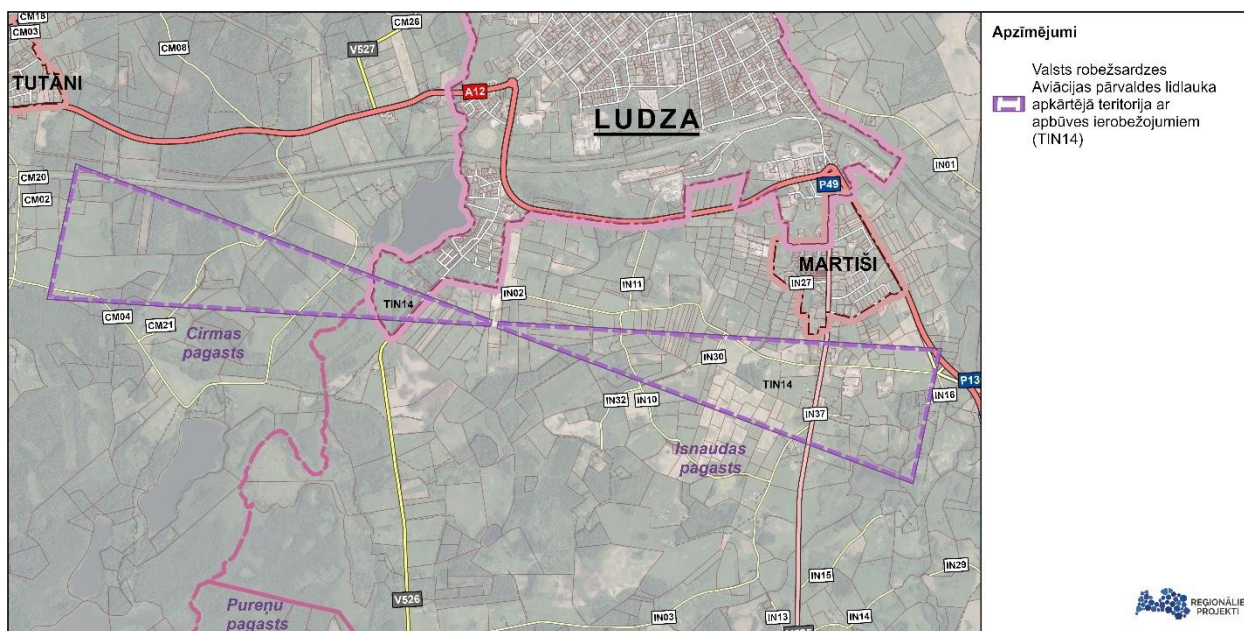 CM18
CM03
TUTĀNI
CM08
CM26
V527
A12
LUDZA
IN01
CM20
CM02
P49
MARTIŠI
IN27
TIN14
IN02
IN11
CM04
CM21
Cirmas
pagasts
IN30
TIN14
P13
IN16
IN32
IN10
IN37
Isnaudas
pagasts
IN29
IN15
V526
Pureņu
pagasts
IN03
IN13
IN14
Apzīmējumi
Valsts robežsardzes
Aviācijas pārvaldes lidlauka
apkārtējā teritorija ar
apbūves ierobežojumiem
(TIN14)
REĢIONĀLIE
PROJEKTI